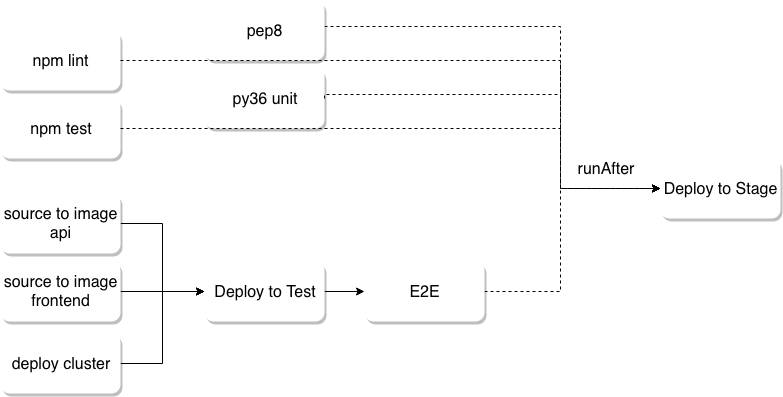 pep8
npm lint
py36 unit
npm test
runAfter
Deploy to Stage
source to image
api
source to image
frontend
Deploy to Test
E2E
deploy cluster